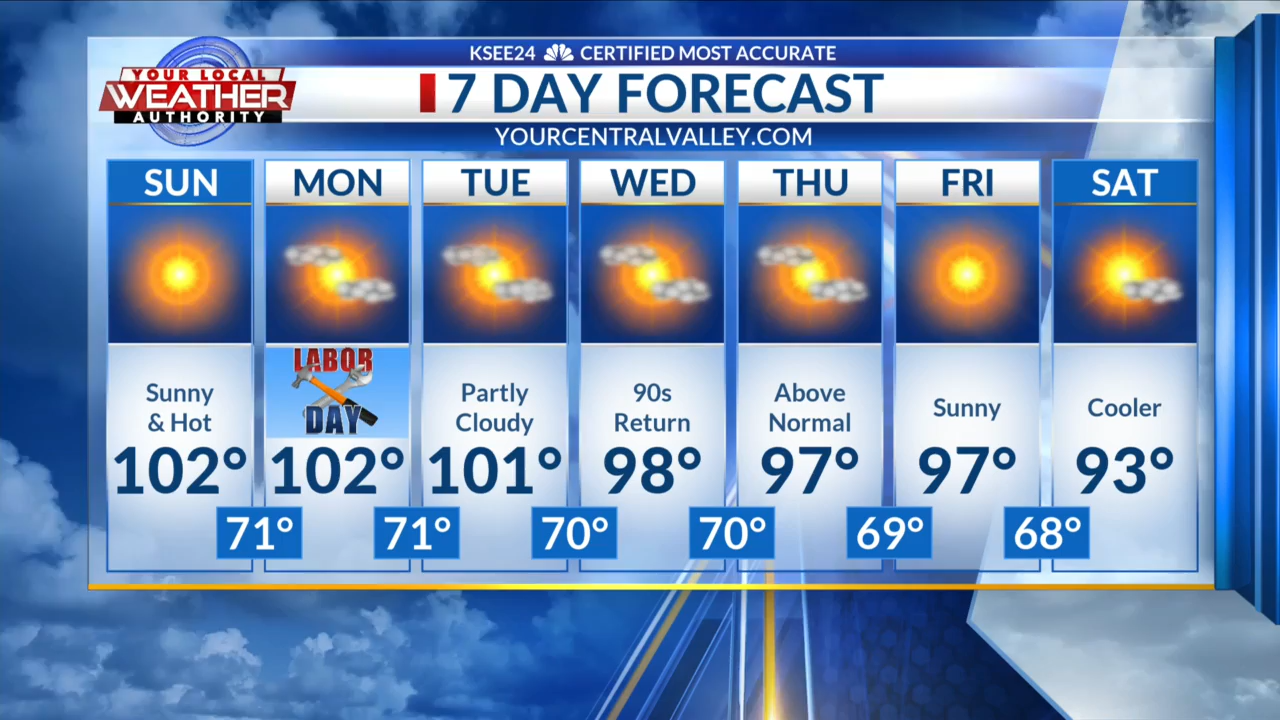 KSEE24 CERTIFIED MOST ACCURATE
YOUR LOCAL
WEATHER
AUTHORITY
7 DAY FORECAST
YOURCENTRALVALLEY.COM
SUN
MON
TUE
WED
THU
FRI
SAT
Sunny
& Hot
102°
LABOR
DAY
102°
Partly
Cloudy
101°
90s
Return
98°
Above
Normal
97°
Sunny
97°
Cooler
93°
71°
71°
70°
70°
69°
68°